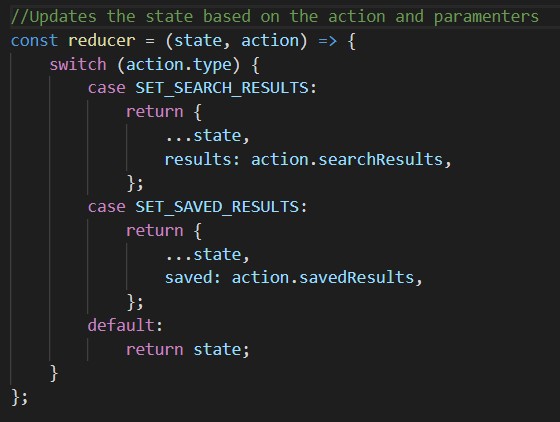 //Updates the state based on the action and paramenters
const reducer = (state, action) => {
    switch (action.type) {
        case SET_SEARCH_RESULTS:
            return {
                ...state,
                results: action.searchResults,
            };
        case SET_SAVED_RESULTS:
            return {
                ...state,
                saved: action.savedResults,
            };
        default:
            return state;
    }
};